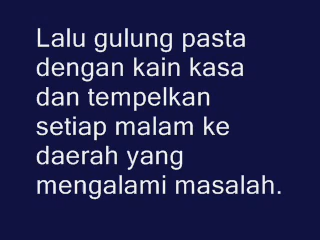 Lalu gulung pasta
dengan kain kasa
dan tempelkan
setiap malam ke
daerah yang
mengalami masalah.